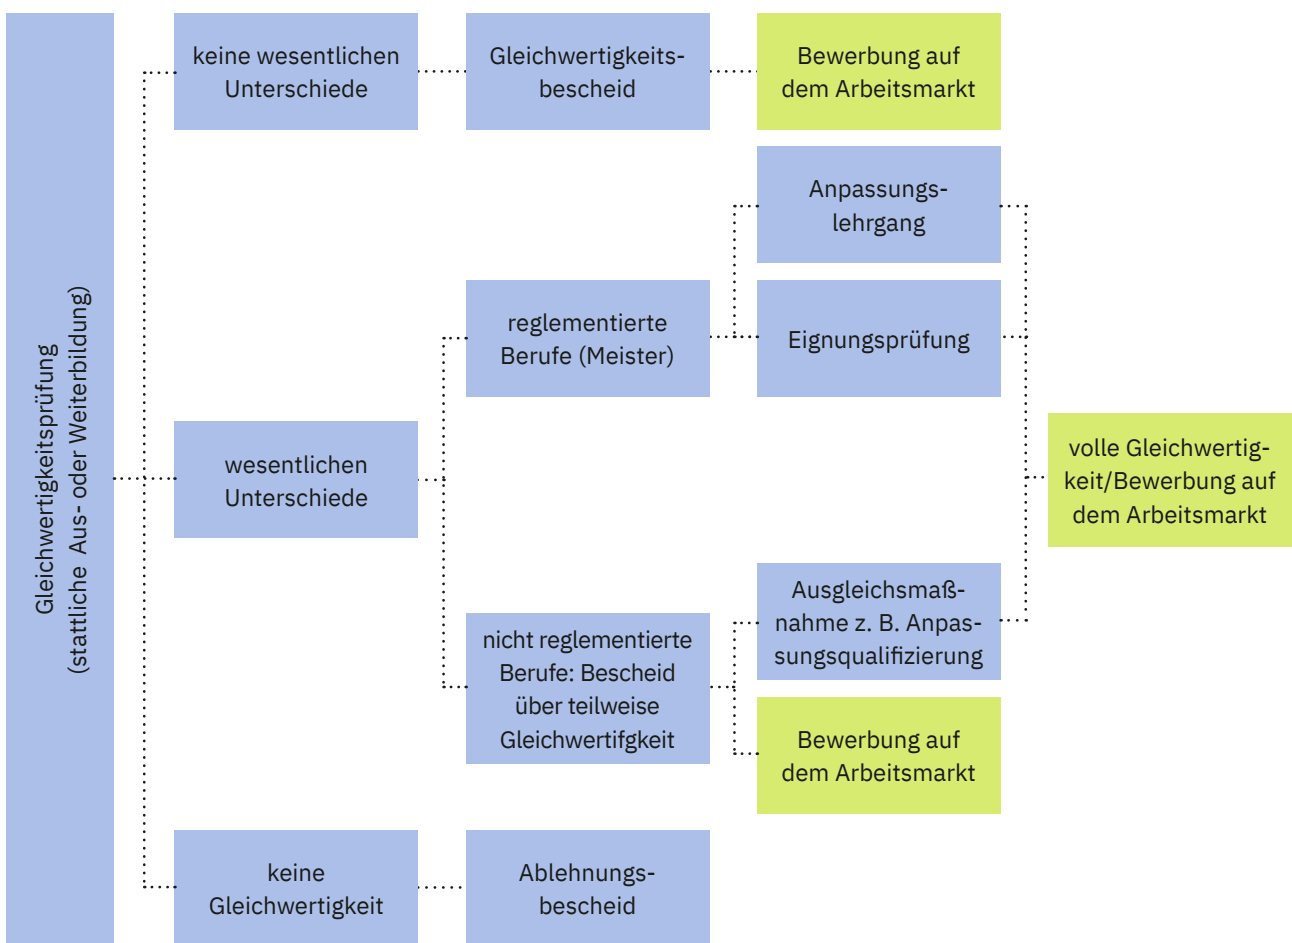 Gleichwertigkeitsprüfung
(stattliche Aus- oder Weiterbildung)
keine wesentlichen
Unterschiede
Gleichwertigkeits-
bescheid
Bewerbung auf
dem Arbeitsmarkt
wesentlichen
Unterschiede
reglementierte
Berufe (Meister)
Anpassungs-
lehrgang
Eignungsprüfung
nicht reglementierte
Berufe: Bescheid
über teilweise
Gleichwertifgkeit
Ausgleichsmaß-
nahme z. B. Anpas-
sungsqualifizierung
Bewerbung auf
dem Arbeitsmarkt
volle Gleichwertig-
keit/Bewerbung auf
dem Arbeitsmarkt
keine
Gleichwertigkeit
Ablehnungs-
bescheid